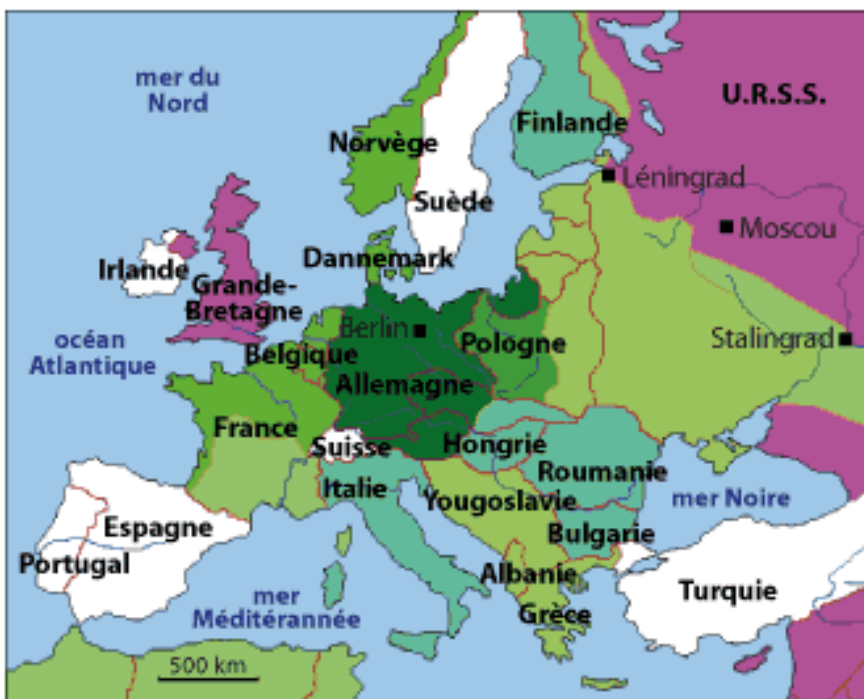 mer du
Nord
U.R.S.S.
Finlande
Norvège
Léningrad
Suède
Moscou
Dannemark
Irlande
Grande-
Bretagne
océan
Atlantique
Berlin
Belgique
Pologne
Stalingrad
Allemagne
France
Suisse
Hongrie
Roumanie
Italie
Yougoslavie
mer Noire
Espagne
Bulgarie
Portugal
Albanie
Turquie
mer
Méditérannée
Grèce
500 km